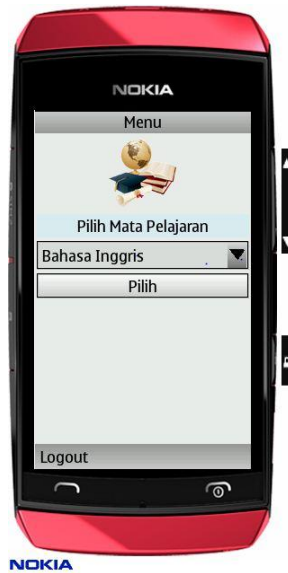 NOKIA
Menu
Pilih Mata Pelajaran
Bahasa Inggris
Pilih
Logout
NOKIA